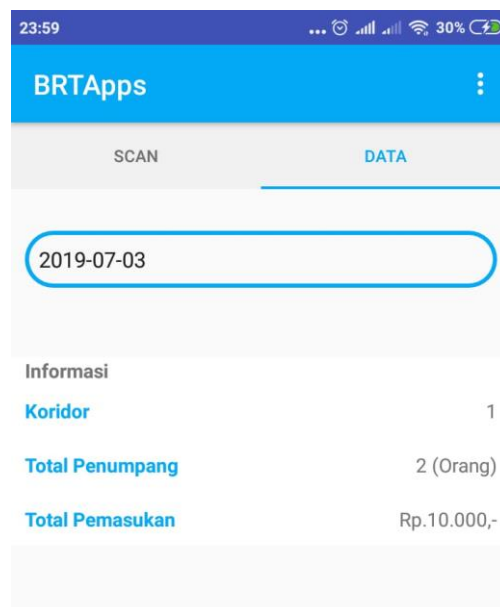 23:59 ... 30%
BRTApps
SCAN DATA
2019-07-03
Informasi
Koridor 1
Total Penumpang 2 (Orang)
Total Pemasukan Rp.10.000,-